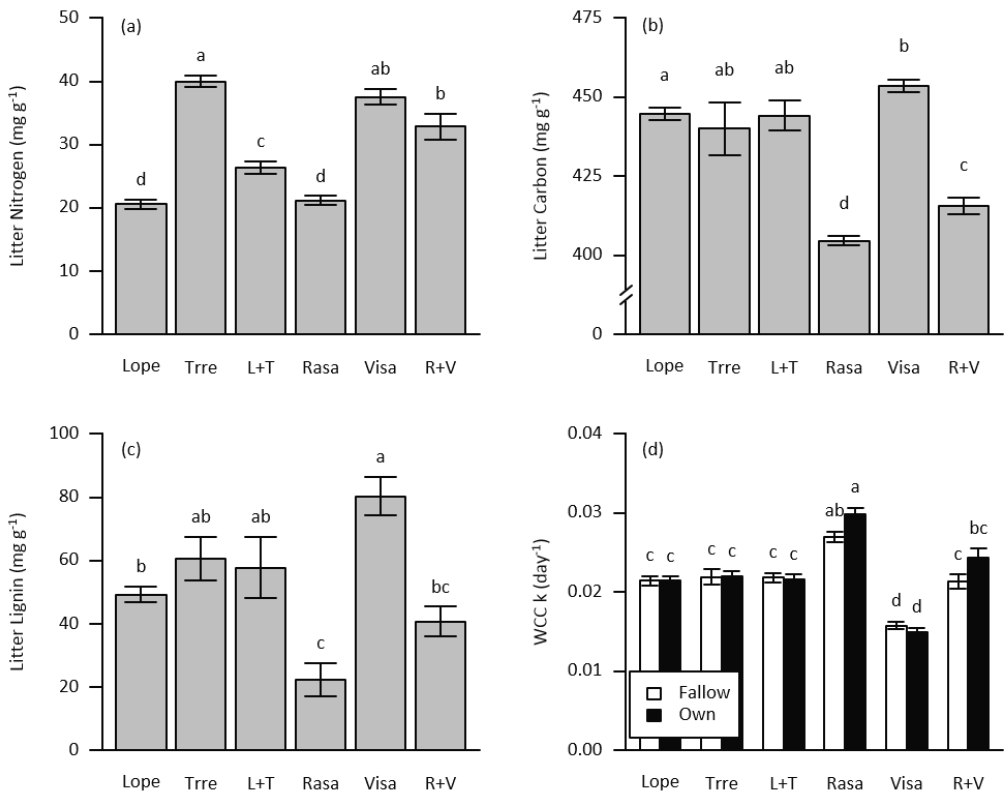 50
40
30
20
10
0
Litter Nitrogen (mg g-1)
(a)
d
a
c
d
ab
b
Lope Trre L+T Rasa Visa R+V
475
450
425
400
0
Litter Carbon (mg g-1)
(b)
a
ab
ab
d
b
c
Lope Trre L+T Rasa Visa R+V
100
80
60
40
20
0
Litter Lignin (mg g-1)
(c)
b
ab
ab
c
a
bc
Lope Trre L+T Rasa Visa R+V
0.04
0.03
0.02
0.01
0.00
WCC k (day-1)
(d)
c c
c c
c c
ab a
d d
c bc
Fallow
Own
Lope Trre L+T Rasa Visa R+V